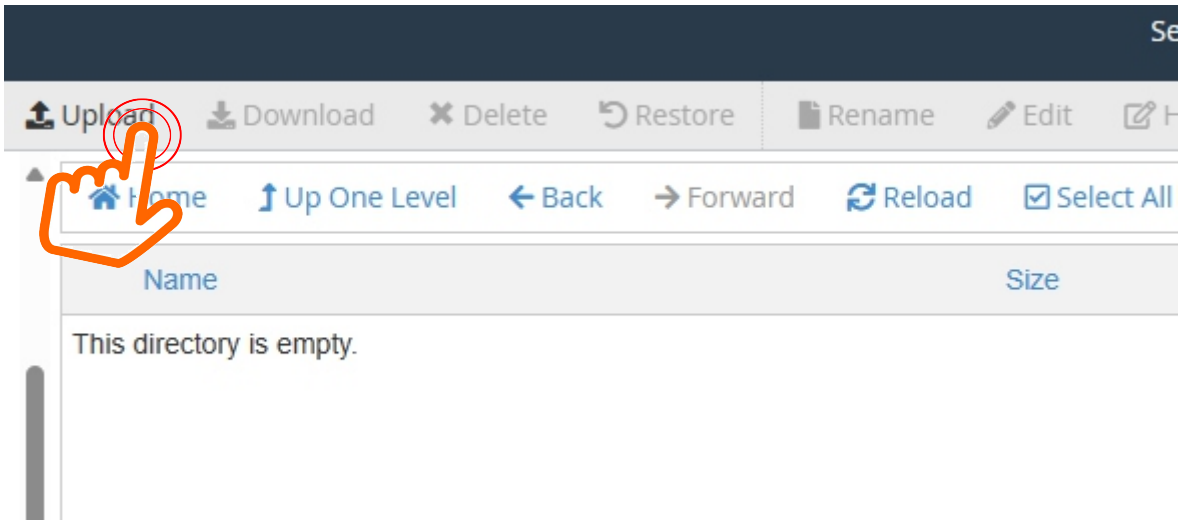 Se
Upload Download Delete Restore Rename Edit H
Home Up One Level Back Forward Reload Select All
Name Size
This directory is empty.